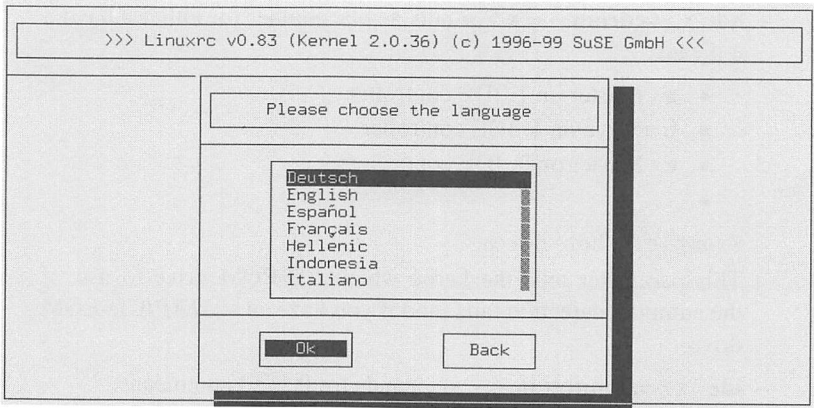 >>> Linuxrc v0.83 (Kernel 2.0.36) (c) 1996-99 SuSE GmbH <<<
Please choose the language
Deutsch
English
Español
Français
Hellenic
Indonesia
Italiano
Ok
Back